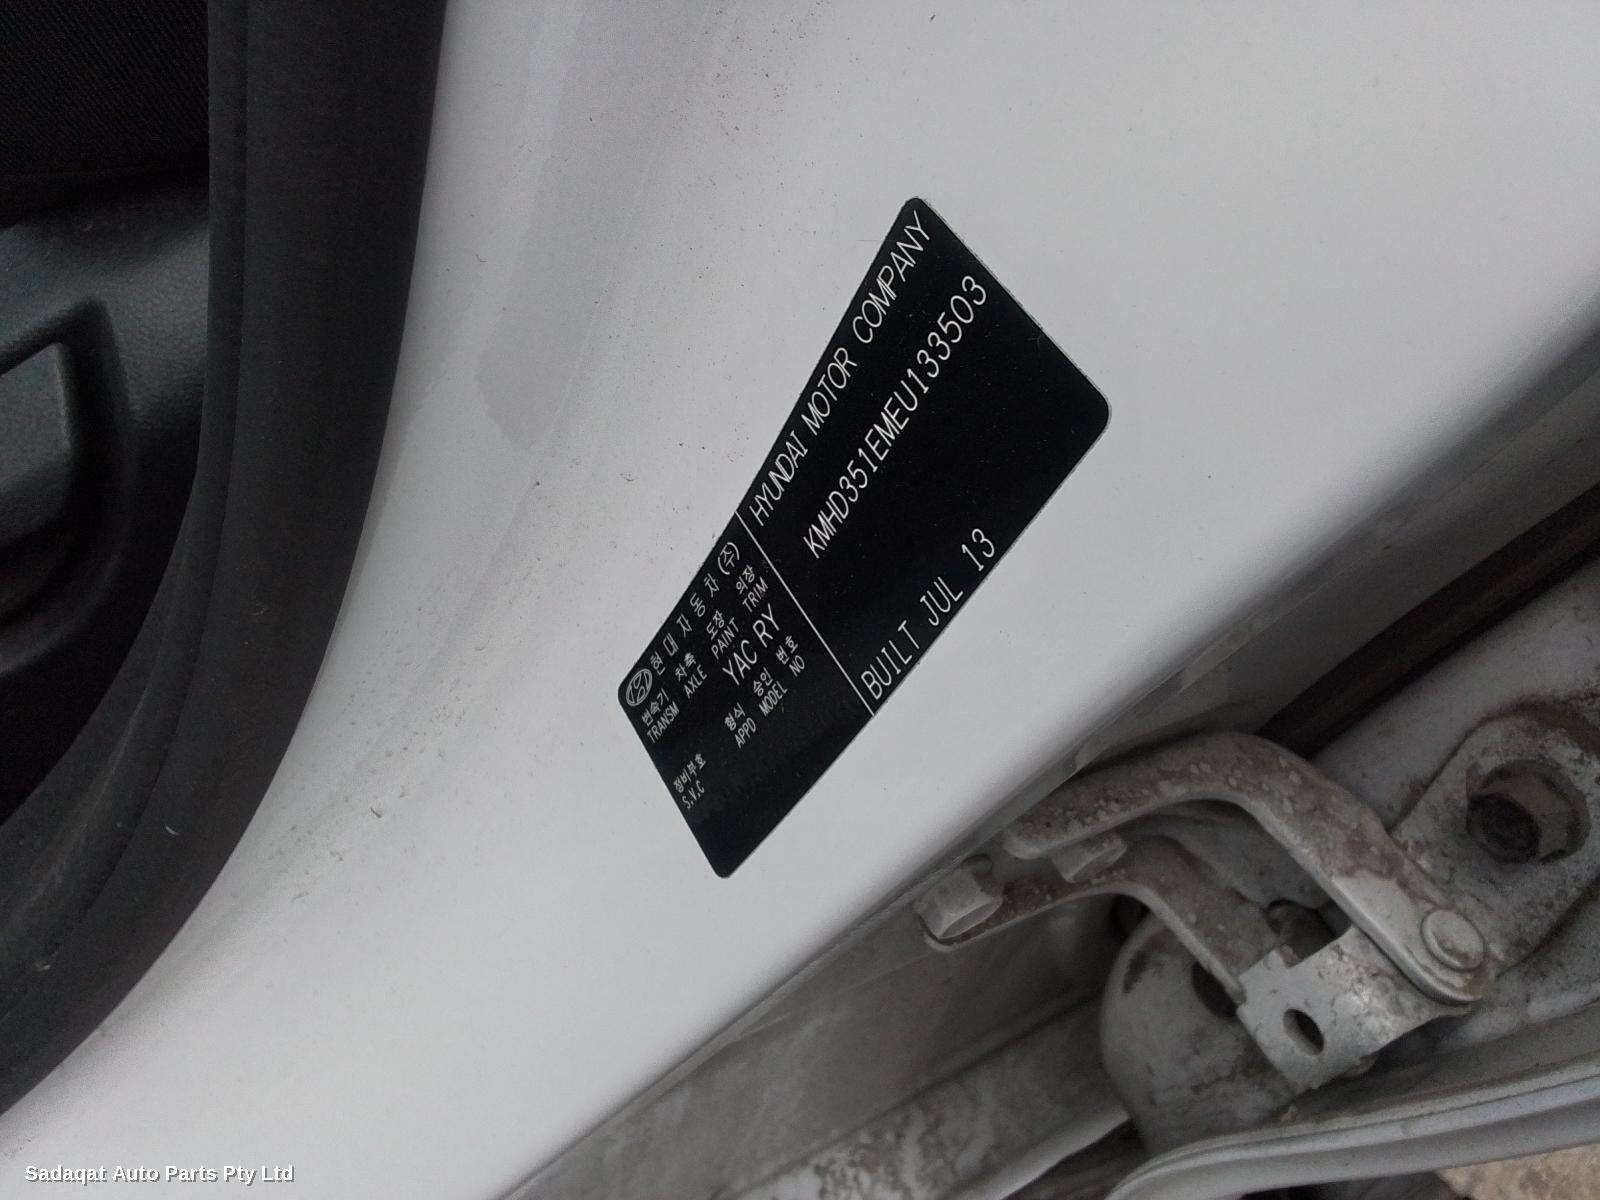 현대자동차(주)
변속기 차축 도장 의장
TRANSM AXLE PAINT TRIM
YAC RY
형식 승인 번호
APPD MODEL NO
정비부호
S.V.C
HYUNDAI MOTOR COMPANY
KMHD351EMEU133503
BUILT JUL 13
Sadaqat Auto Parts Pty Ltd